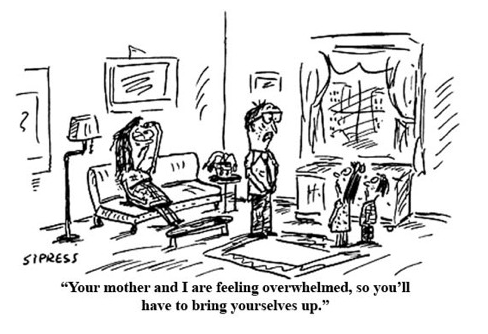 SIPRESS
“Your mother and I are feeling overwhelmed, so you’ll
have to bring yourselves up.”